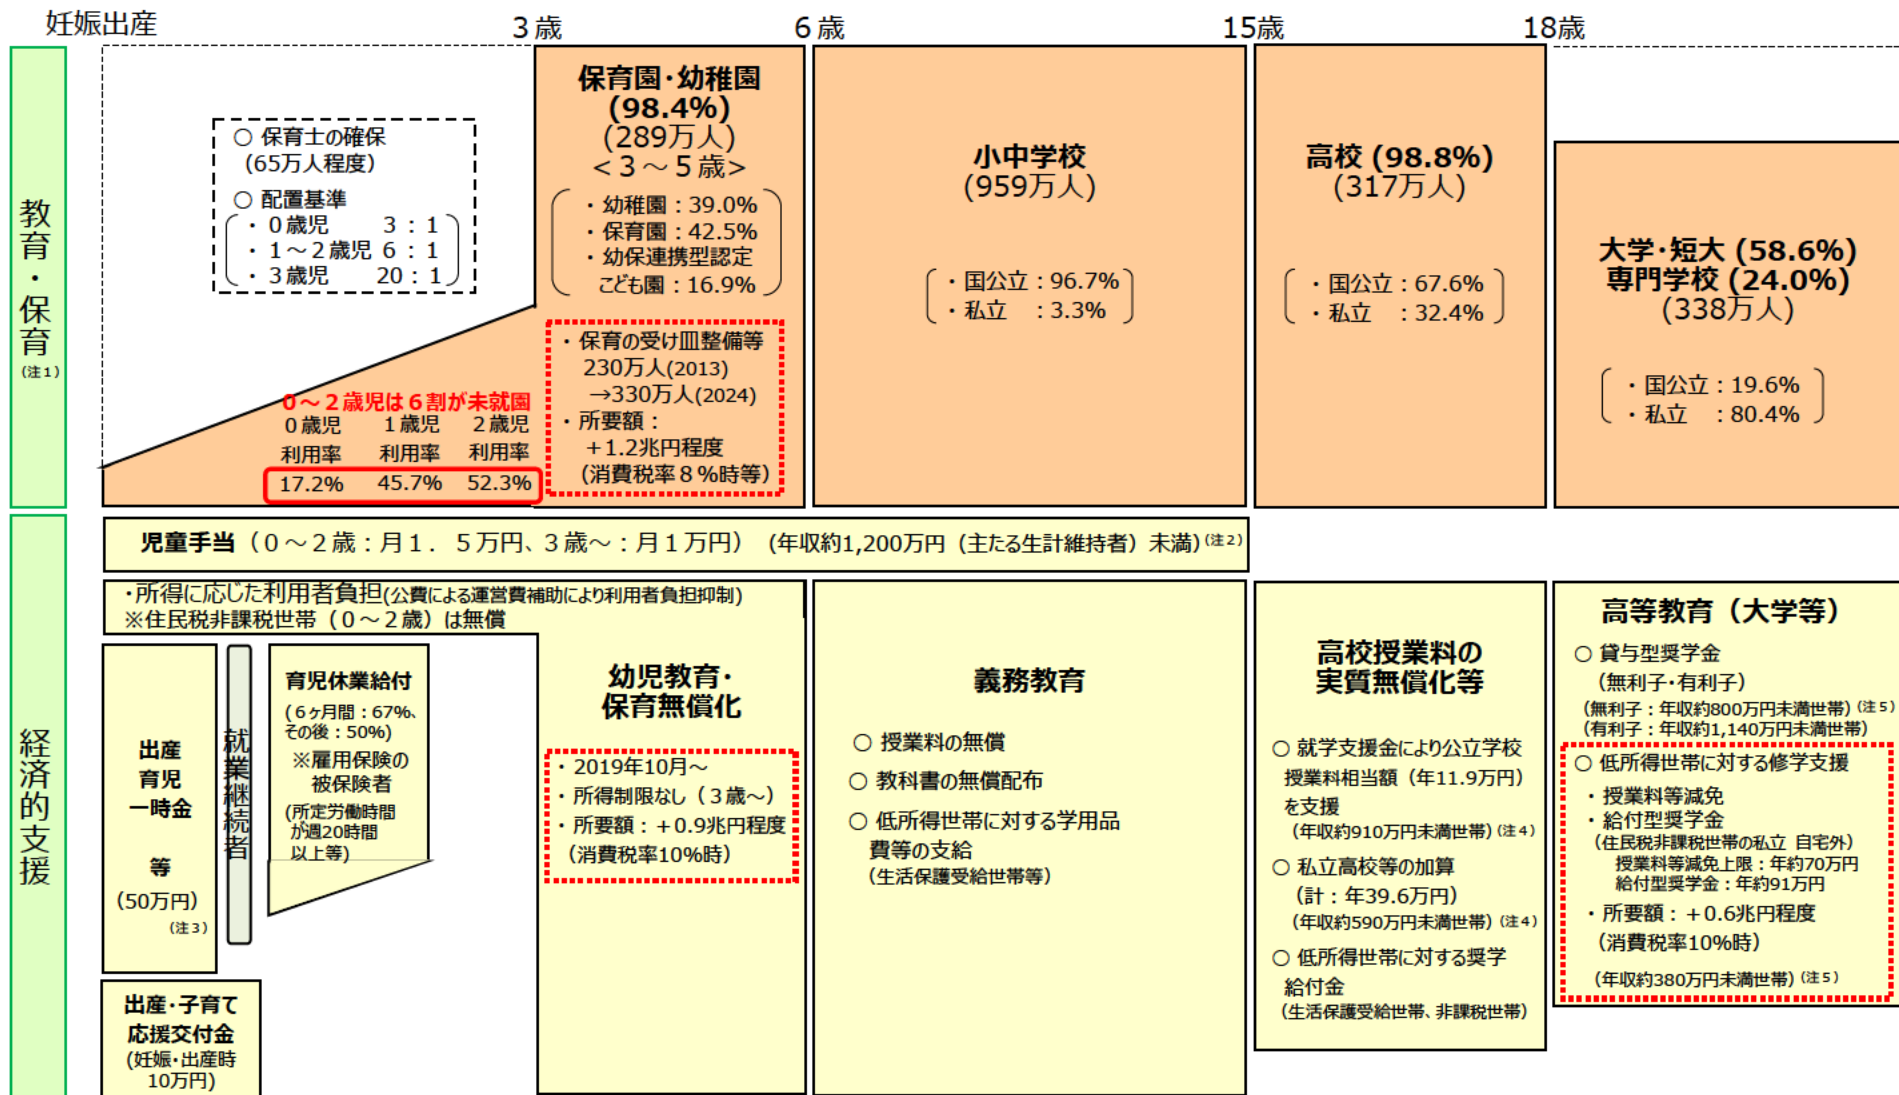 妊娠出産
3歳
6歳
15歳
18歳
教育・保育
(注1)
○ 保育士の確保
(65万人程度)
○ 配置基準
・0歳児 3:1
・1～2歳児 6:1
・3歳児 20:1
0～2歳児は6割が未就園
0歳児 1歳児 2歳児
利用率 利用率 利用率
17.2% 45.7% 52.3%
保育園・幼稚園
(98.4%)
(289万人)
<3～5歳>
・幼稚園:39.0%
・保育園:42.5%
・幼保連携型認定
こども園:16.9%
・保育の受け皿整備等
230万人(2013)
→330万人(2024)
・所要額:
+1.2兆円程度
(消費税率8%時等)
小中学校
(959万人)
・国公立:96.7%
・私立 :3.3%
高校 (98.8%)
(317万人)
・国公立:67.6%
・私立 :32.4%
大学・短大 (58.6%)
専門学校 (24.0%)
(338万人)
・国公立:19.6%
・私立 :80.4%
経済的支援
児童手当(0～2歳:月1.5万円、3歳～:月1万円)(年収約1,200万円(主たる生計維持者)未満)(注2)
・所得に応じた利用者負担(公費による運営費補助により利用者負担抑制)
※住民税非課税世帯(0～2歳)は無償
出産
育児
一時金
等
(50万円)
(注3)
就業継続者
育児休業給付
(6ヶ月間:67%、
その後:50%)
※雇用保険の
被保険者
(所定労働時間
が週20時間
以上等)
出産・子育て
応援交付金
(妊娠・出産時
10万円)
幼児教育・
保育無償化
・2019年10月～
・所得制限なし(3歳～)
・所要額:+0.9兆円程度
(消費税率10%時)
義務教育
○ 授業料の無償
○ 教科書の無償配布
○ 低所得世帯に対する学用品
費等の支給
(生活保護受給世帯等)
高校授業料の
実質無償化等
○ 就学支援金により公立学校
授業料相当額(年11.9万円)
を支援
(年収約910万円未満世帯)(注4)
○ 私立高校等の加算
(計:年39.6万円)
(年収約590万円未満世帯)(注4)
○ 低所得世帯に対する奨学
給付金
(生活保護受給世帯、非課税世帯)
高等教育(大学等)
○ 貸与型奨学金
(無利子・有利子)
(無利子:年収約800万円未満世帯)(注5)
(有利子:年収約1,140万円未満世帯)
○ 低所得世帯に対する修学支援
・授業料等減免
・給付型奨学金
(住民税非課税世帯の私立 自宅外)
授業料等減免上限:年約70万円
給付型奨学金:年約91万円
・所要額:+0.6兆円程度
(消費税率10%時)
(年収約380万円未満世帯)(注5)